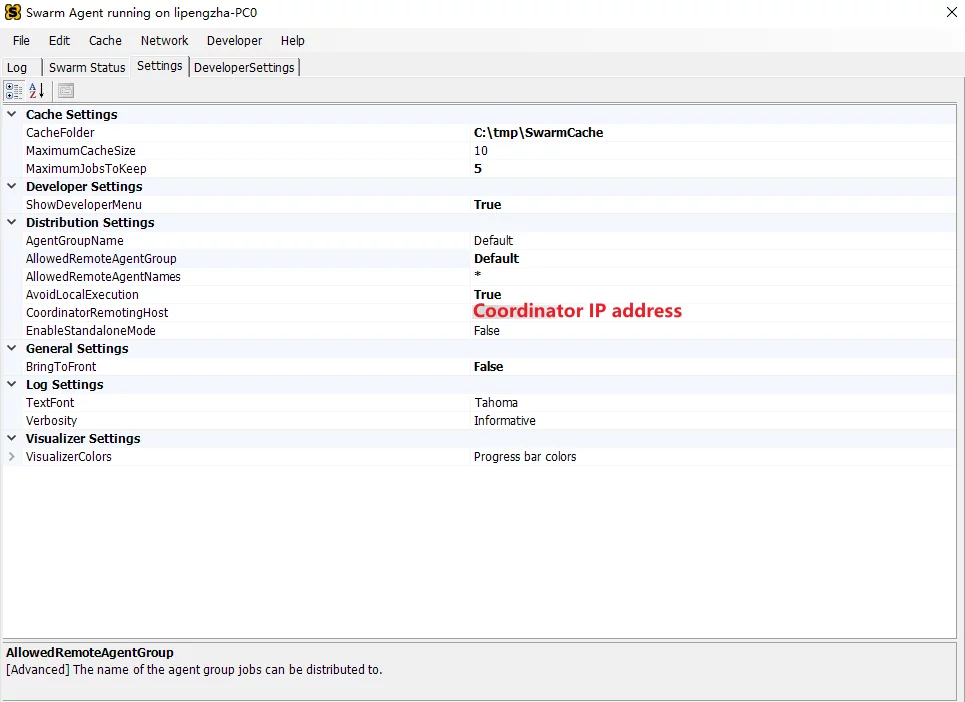 Swarm Agent running on lipengzha-PC0
File Edit Cache Network Developer Help
Log Swarm Status Settings DeveloperSettings
Cache Settings
CacheFolder C:\tmp\SwarmCache
MaximumCacheSize 10
MaximumJobsToKeep 5
Developer Settings
ShowDeveloperMenu True
Distribution Settings
AgentGroupName Default
AllowedRemoteAgentGroup Default
AllowedRemoteAgentNames *
AvoidLocalExecution True
CoordinatorRemotingHost Coordinator IP address
EnableStandaloneMode False
General Settings
BringToFront False
Log Settings
TextFont Tahoma
Verbosity Informative
Visualizer Settings
VisualizerColors Progress bar colors
AllowedRemoteAgentGroup
[Advanced] The name of the agent group jobs can be distributed to.